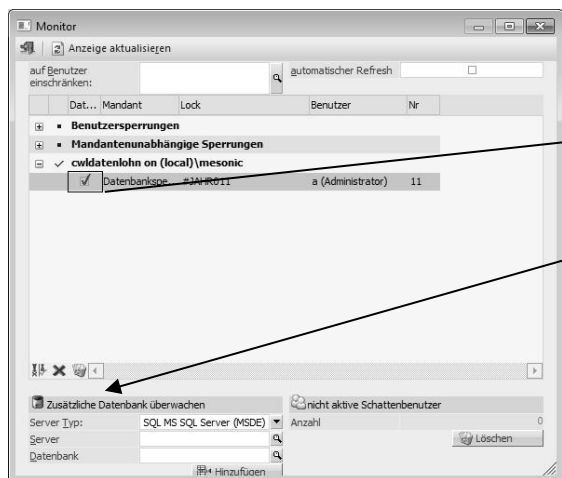 Monitor
Anzeige aktualisieren
auf Benutzer einschränken:
automatischer Refresh
Dat... Mandant Lock Benutzer Nr
Benutzersperrungen
Mandantenunabhängige Sperrungen
cwldatenlohn on (local)\mesonic
Datenbankspe... #JAHR011 a (Administrator) 11
Zusätzliche Datenbank überwachen
nicht aktive Schattenbenutzer
Server Typ: SQL MS SQL Server (MSDE)
Anzahl 0
Server
Löschen
Datenbank
Hinzufügen